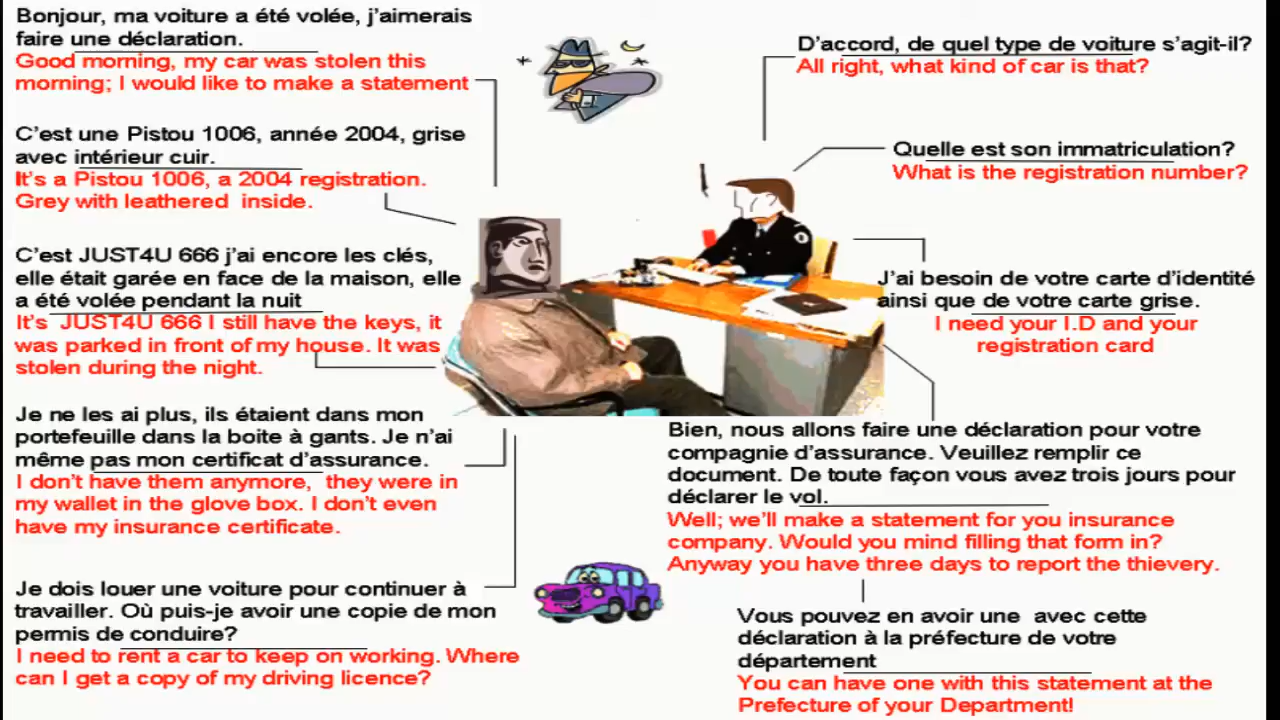 Bonjour, ma voiture a été volée, j’aimerais
faire une déclaration.
Good morning, my car was stolen this
morning; I would like to make a statement
D’accord, de quel type de voiture s’agit-il?
All right, what kind of car is that?
C’est une Pistou 1006, année 2004, grise
avec intérieur cuir.
It’s a Pistou 1006, a 2004 registration.
Grey with leathered inside.
Quelle est son immatriculation?
What is the registration number?
C’est JUST4U 666 j’ai encore les clés,
elle était garée en face de la maison, elle
a été volée pendant la nuit
It’s JUST4U 666 I still have the keys, it
was parked in front of my house. It was
stolen during the night.
J’ai besoin de votre carte d’identité
ainsi que de votre carte grise.
I need your I.D and your
registration card
Je ne les ai plus, ils étaient dans mon
portefeuille dans la boite à gants. Je n’ai
même pas mon certificat d’assurance.
I don’t have them anymore, they were in
my wallet in the glove box. I don’t even
have my insurance certificate.
Bien, nous allons faire une déclaration pour votre
compagnie d’assurance. Veuillez remplir ce
document. De toute façon vous avez trois jours pour
déclarer le vol.
Well; we’ll make a statement for you insurance
company. Would you mind filling that form in?
Anyway you have three days to report the thievery.
Je dois louer une voiture pour continuer à
travailler. Où puis-je avoir une copie de mon
permis de conduire?
I need to rent a car to keep on working. Where
can I get a copy of my driving licence?
Vous pouvez en avoir une avec cette
déclaration à la préfecture de votre
département
You can have one with this statement at the
Prefecture of your Department!